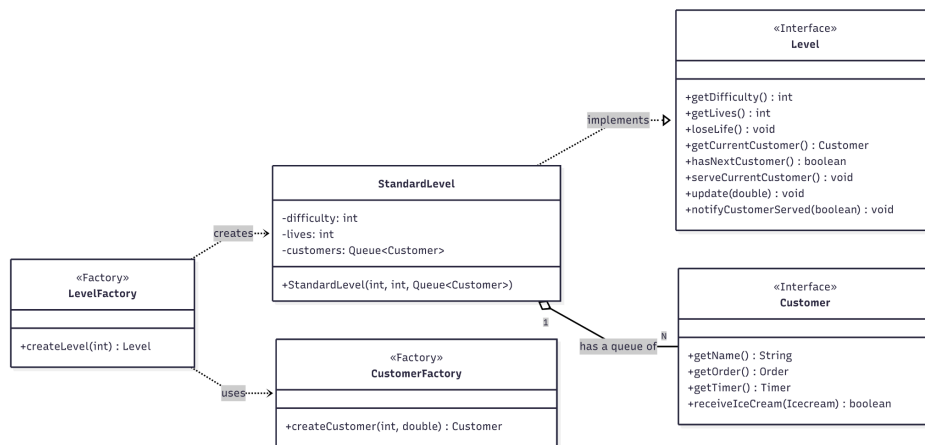 «Interface»
Level
+getDifficulty() : int
+getLives() : int
+loseLife() : void
+getCurrentCustomer() : Customer
+hasNextCustomer() : boolean
+serveCurrentCustomer() : void
+update(double) : void
+notifyCustomerServed(boolean) : void
implements
StandardLevel
-difficulty: int
-lives: int
-customers: Queue<Customer>
+StandardLevel(int, int, Queue<Customer>)
creates
«Factory»
LevelFactory
+createLevel(int) : Level
1
N
has a queue of
«Interface»
Customer
+getName() : String
+getOrder() : Order
+getTimer() : Timer
+receiveIceCream(Icecream) : boolean
uses
«Factory»
CustomerFactory
+createCustomer(int, double) : Customer